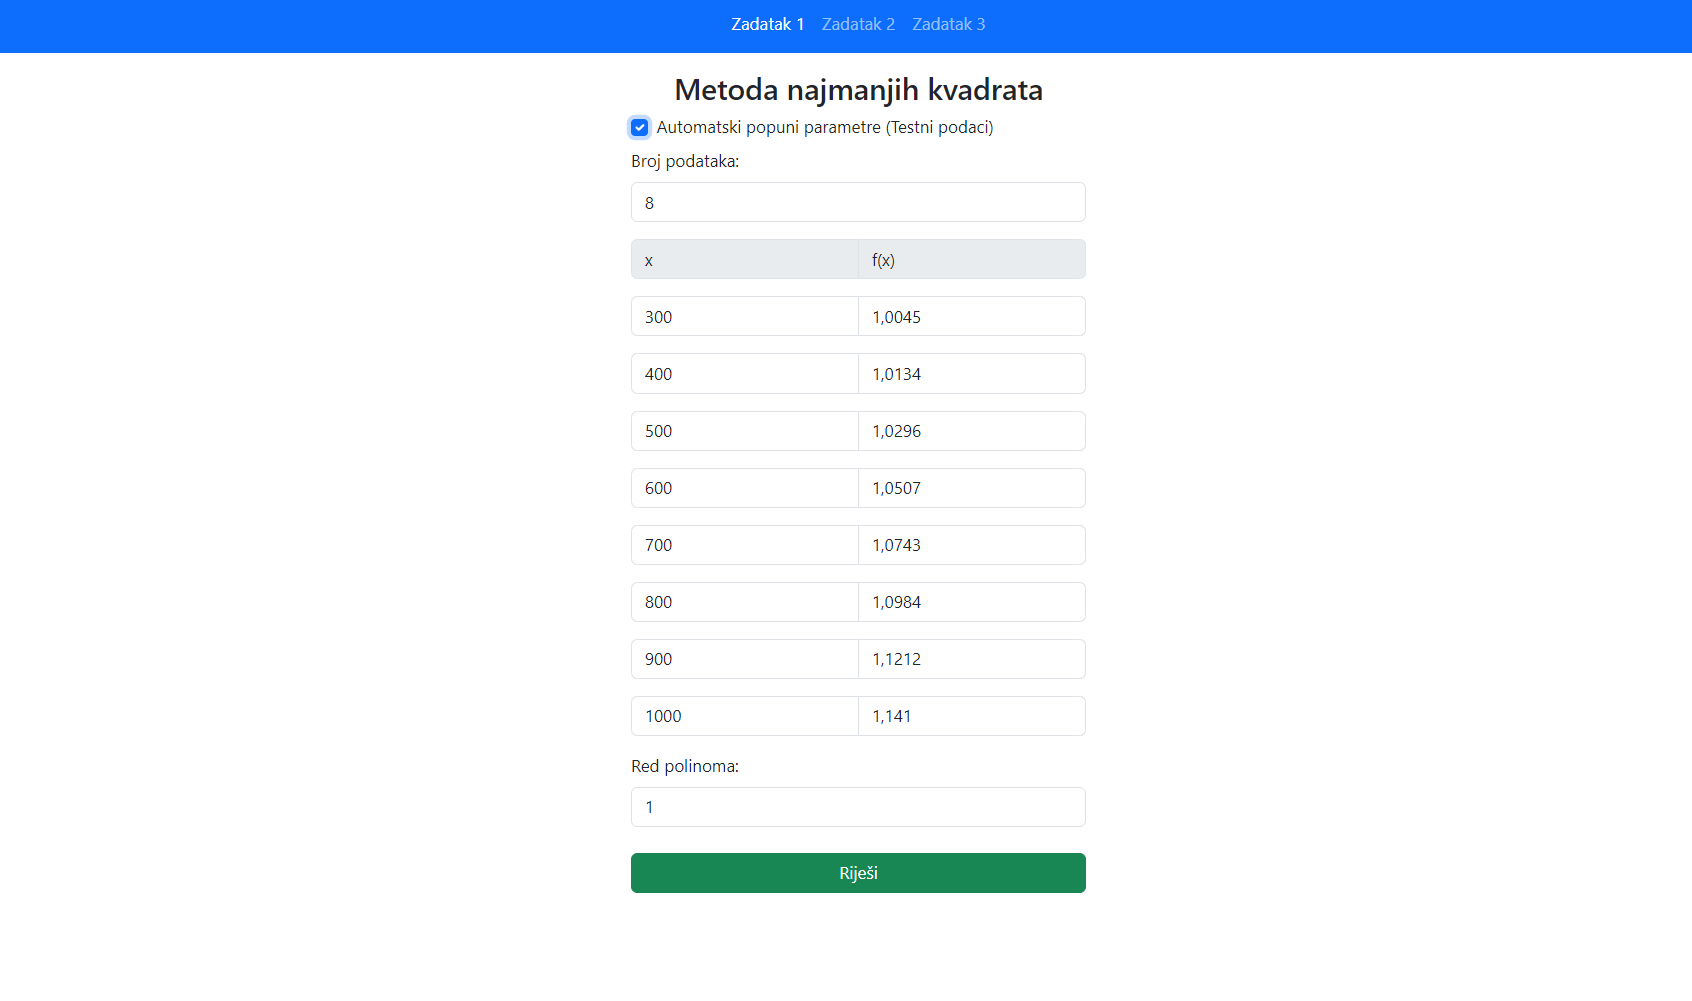 Zadatak 1 Zadatak 2 Zadatak 3
Metoda najmanjih kvadrata
Automatski popuni parametre (Testni podaci)
Broj podataka:
8
x f(x)
300 1,0045
400 1,0134
500 1,0296
600 1,0507
700 1,0743
800 1,0984
900 1,1212
1000 1,141
Red polinoma:
1
Riješi